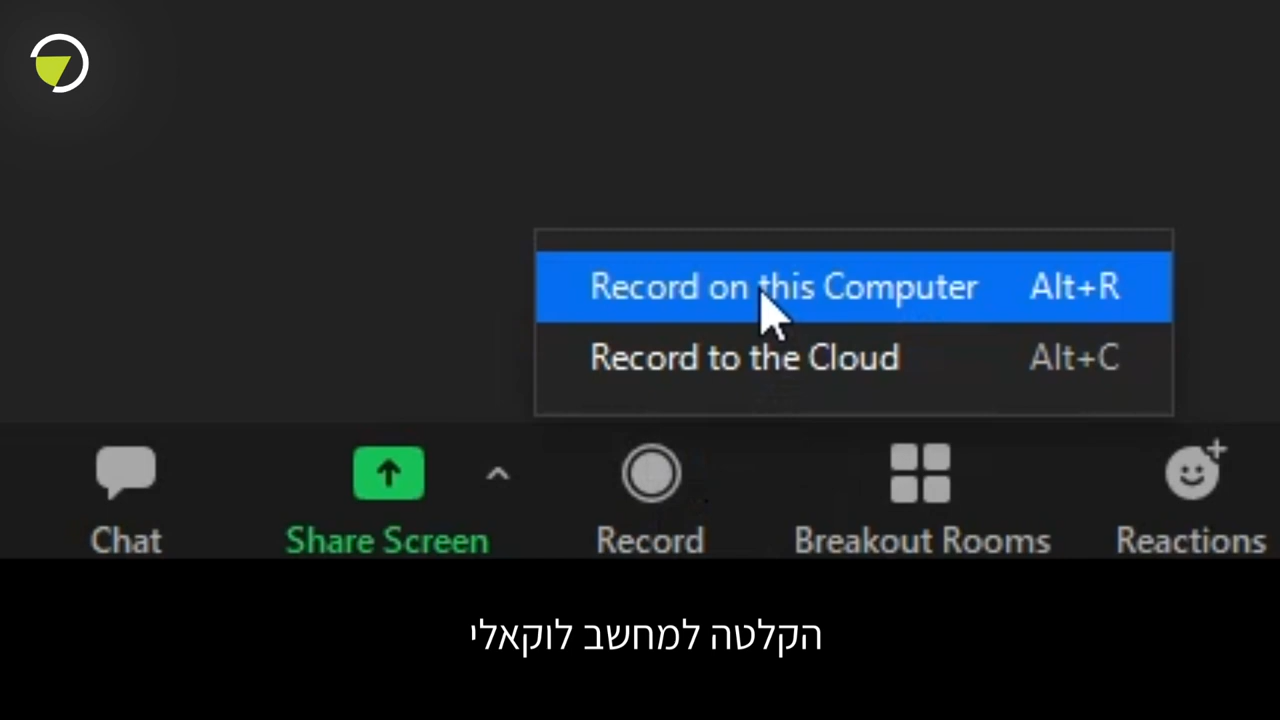 Record on this Computer Alt+R
Record to the Cloud Alt+C
Chat Share Screen Record Breakout Rooms Reactions
הקלטה למחשב לוקאלי